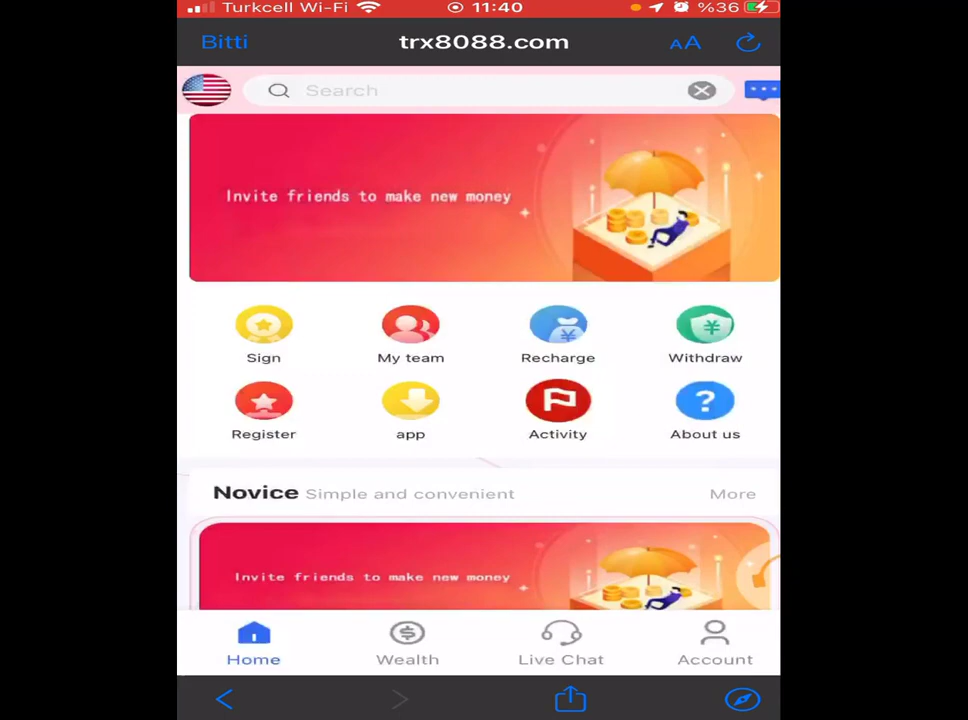 Turkcell Wi-Fi 11:40 %36
Bitti trx8088.com AA
Search
Invite friends to make new money
Sign My team Recharge Withdraw
Register app Activity About us
Novice Simple and convenient More
Invite friends to make new money
Home Wealth Live Chat Account